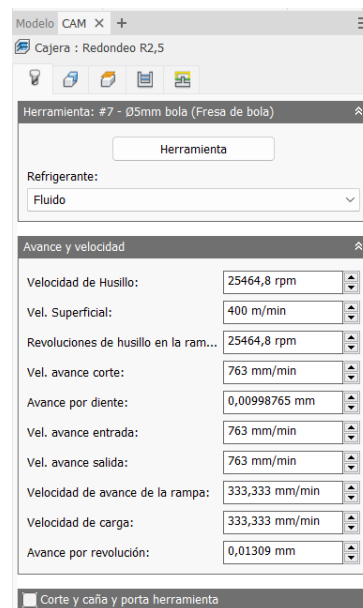 Modelo CAM × +
Cajera : Redondeo R2,5
Herramienta: #7 - Ø5mm bola (Fresa de bola)
Herramienta
Refrigerante:
Fluido
Avance y velocidad
Velocidad de Husillo: 25464,8 rpm
Vel. Superficial: 400 m/min
Revoluciones de husillo en la ram... 25464,8 rpm
Vel. avance corte: 763 mm/min
Avance por diente: 0,00998765 mm
Vel. avance entrada: 763 mm/min
Vel. avance salida: 763 mm/min
Velocidad de avance de la rampa: 333,333 mm/min
Velocidad de carga: 333,333 mm/min
Avance por revolución: 0,01309 mm
Corte y caña y porta herramienta